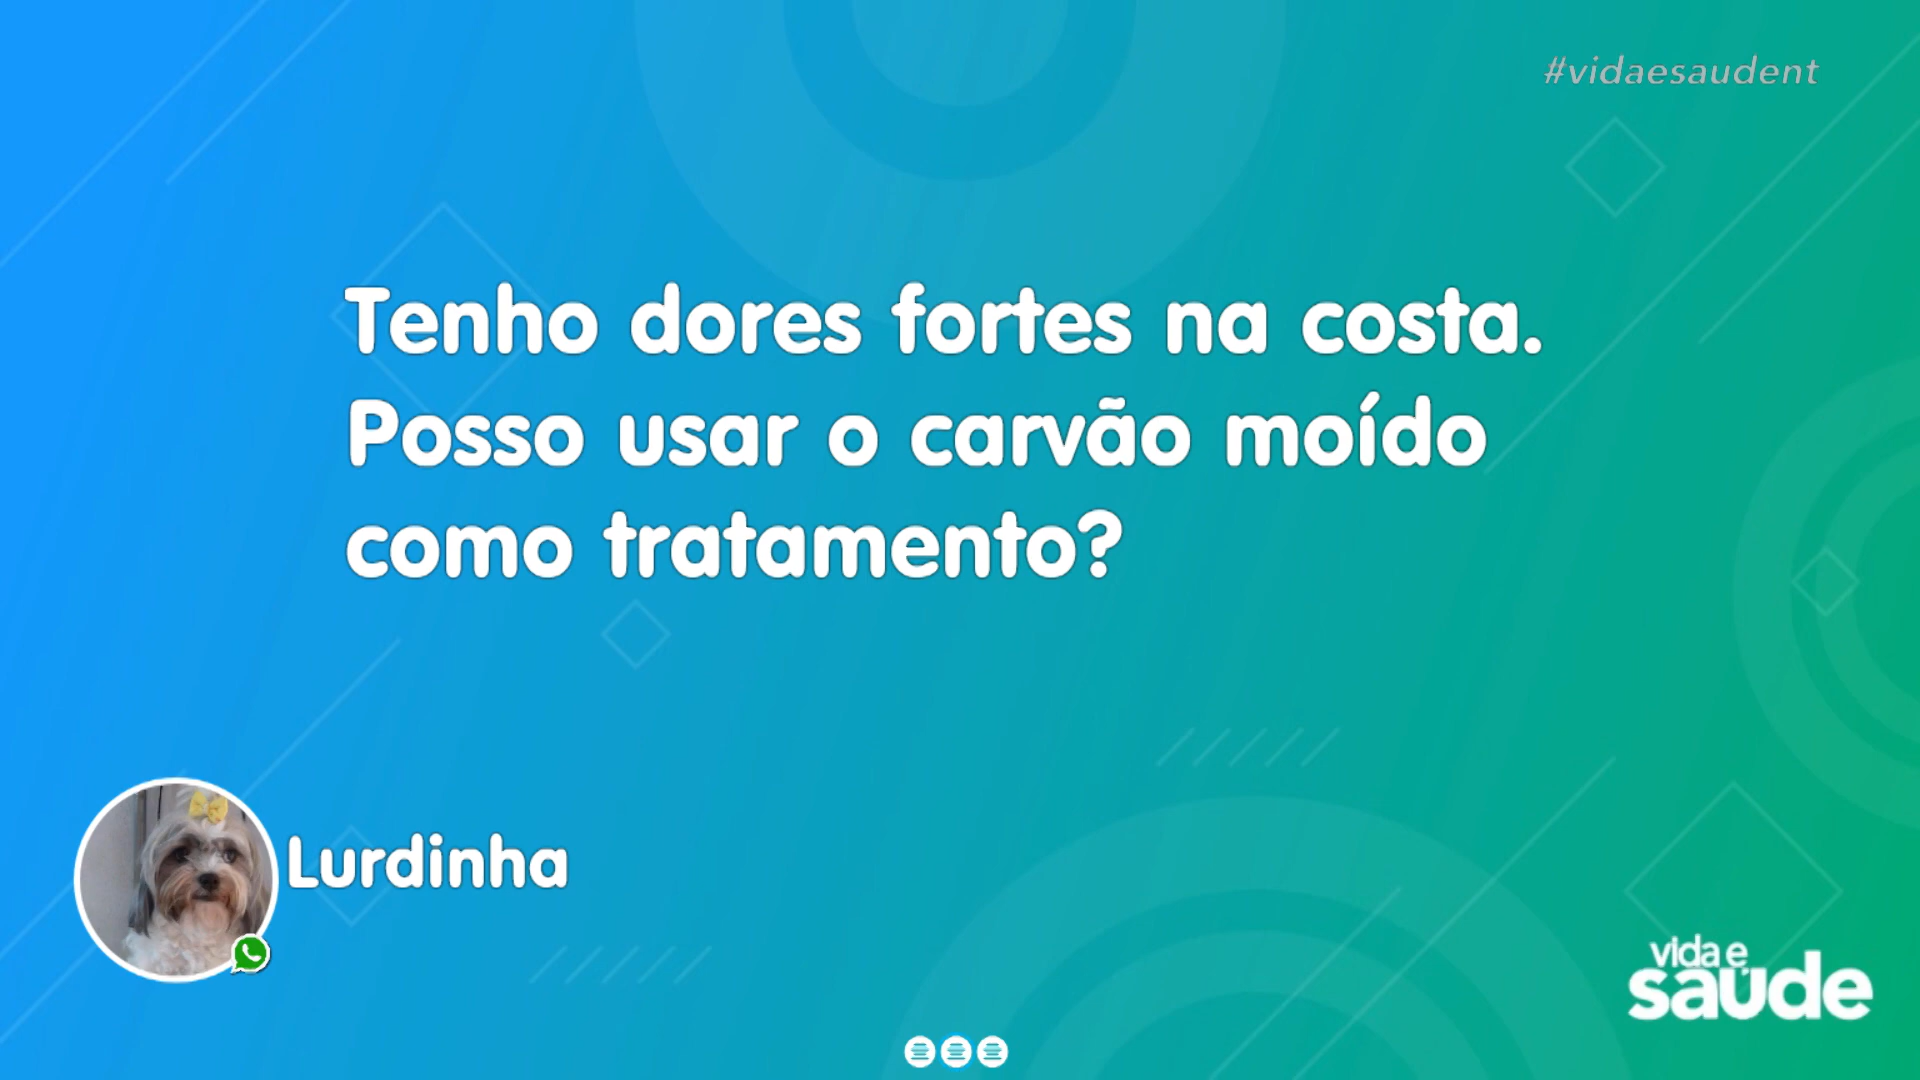 #vidaesaudent
Tenho dores fortes na costa.
Posso usar o carvão moído
como tratamento?
Lurdinha
vida e
saúde